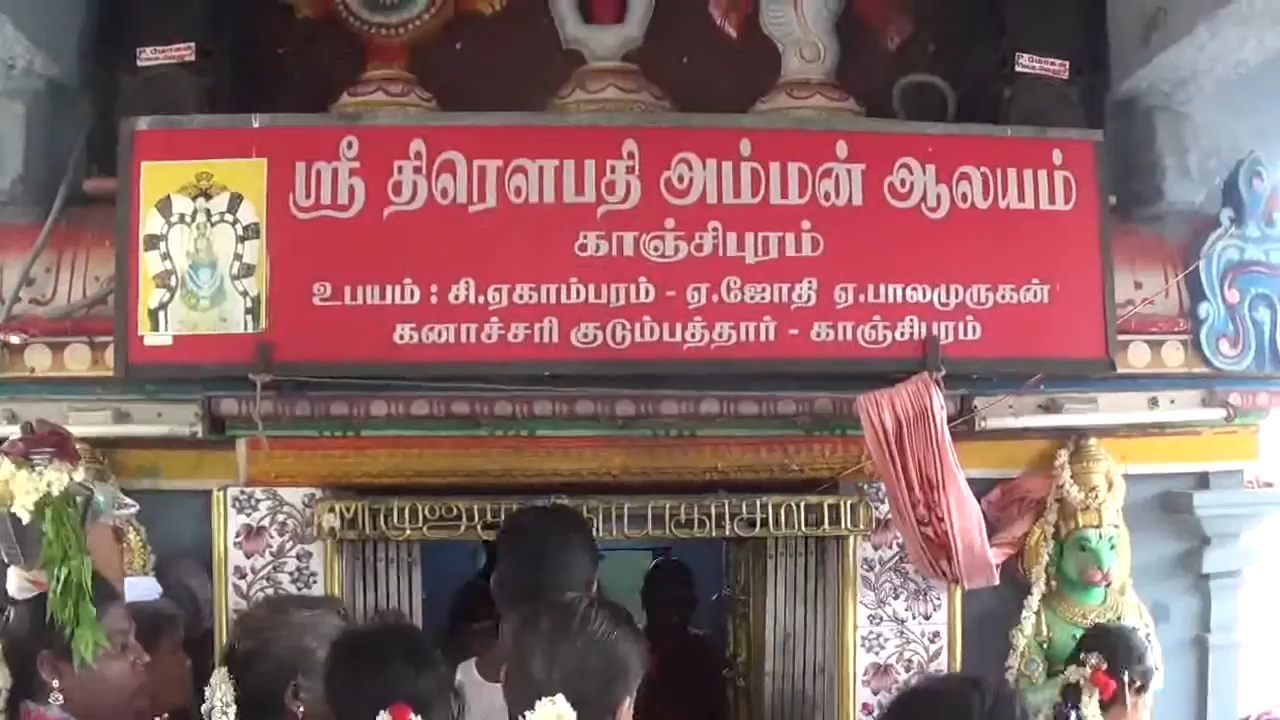 ஸ்ரீ திரௌபதி அம்மன் ஆலயம்
காஞ்சிபுரம்
உபயம் : சி.ஏகாம்பரம் - ஏ.ஜோதி ஏ.பாலமுருகன்
கனாச்சரி குடும்பத்தார் - காஞ்சிபுரம்